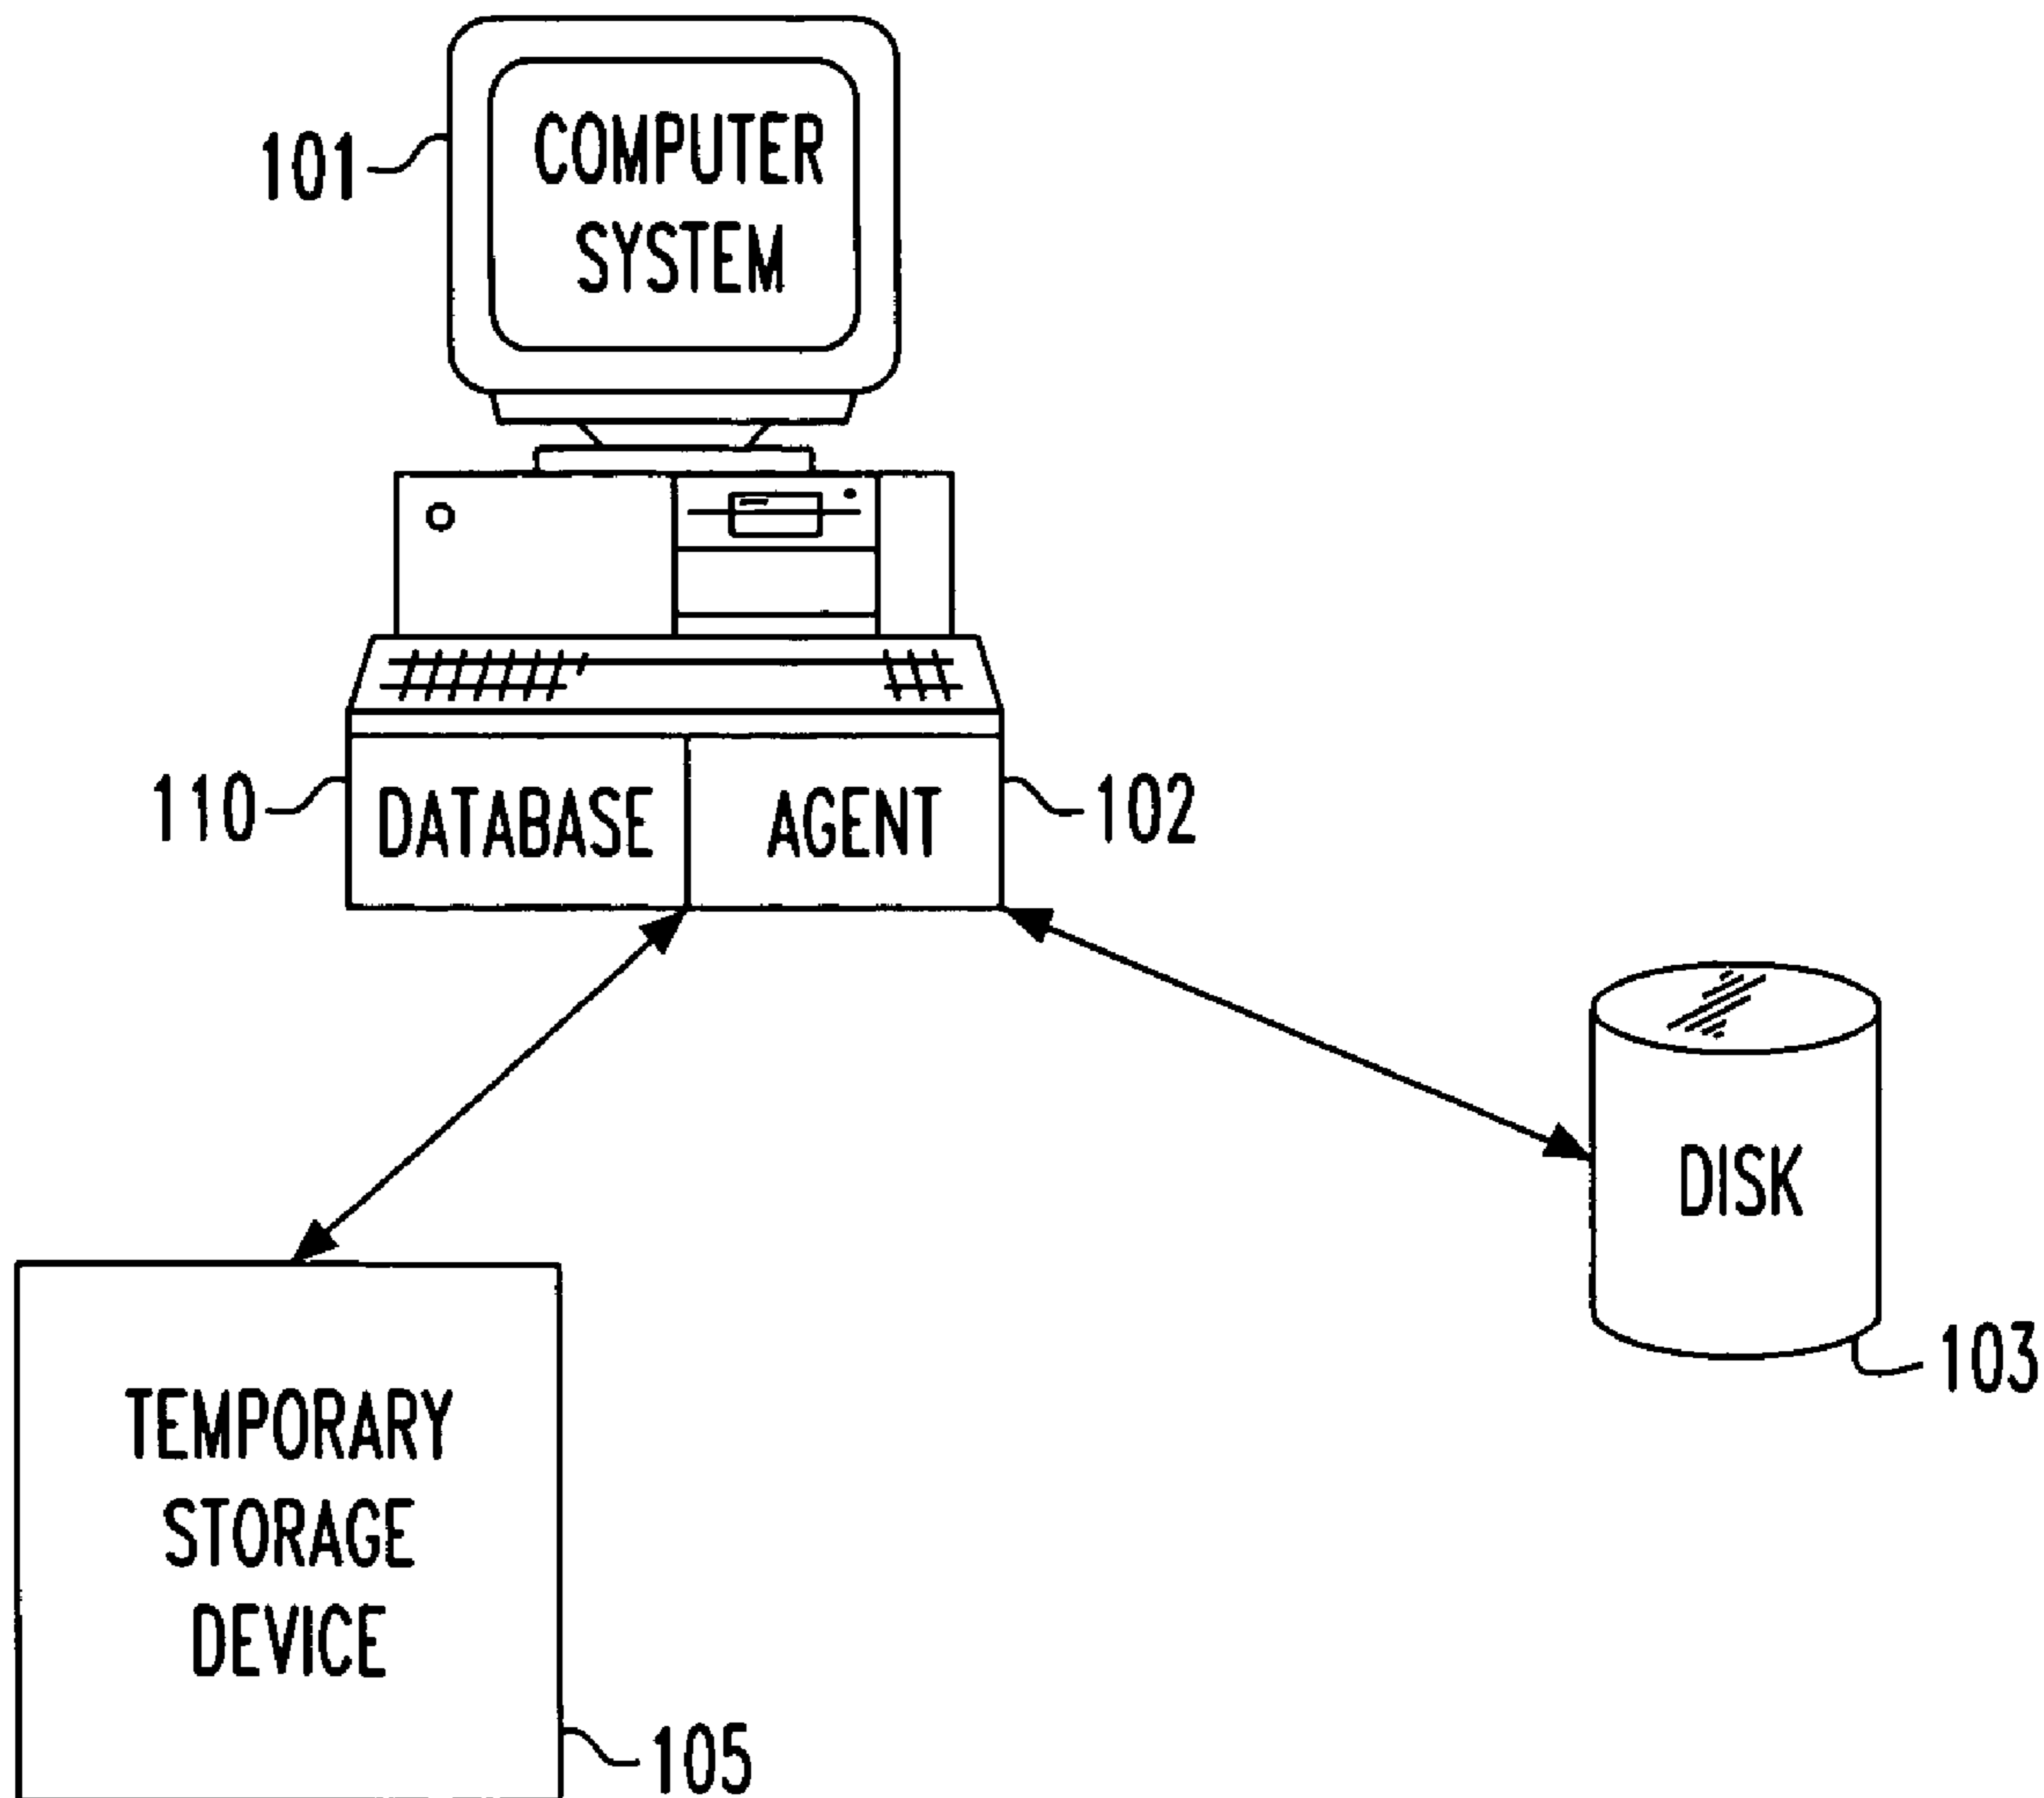 101
COMPUTER
SYSTEM
110
DATABASE
AGENT
102
DISK
103
TEMPORARY
STORAGE
DEVICE
105